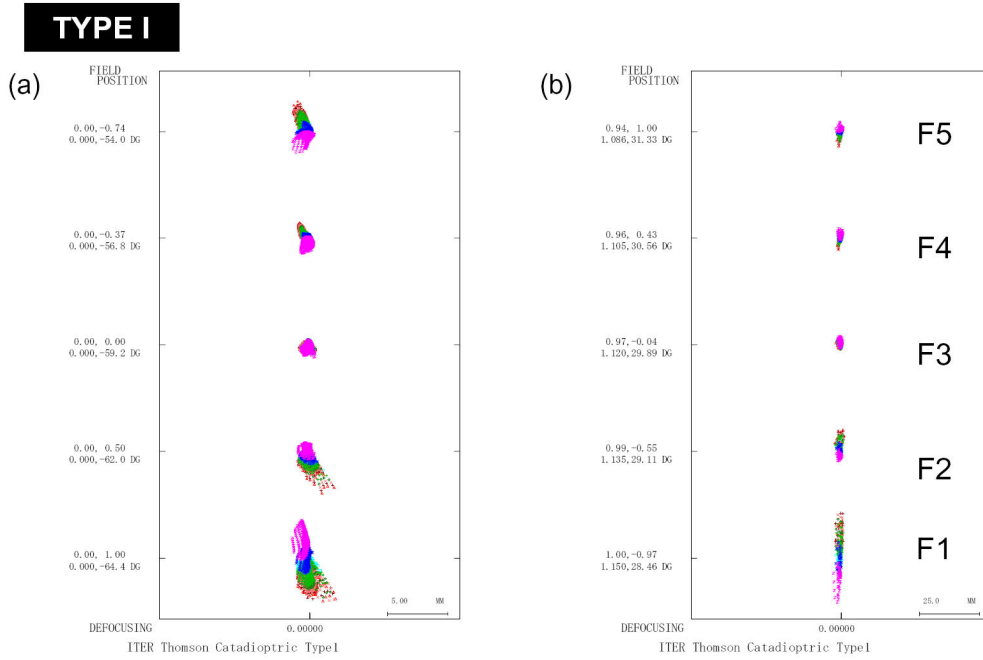 TYPE I
(a)
FIELD
POSITION
0.00,-0.74
0.000,-54.0 DG
0.00,-0.37
0.000,-56.8 DG
0.00, 0.00
0.000,-59.2 DG
0.00, 0.50
0.000,-62.0 DG
0.00, 1.00
0.000,-64.4 DG
5.00 MM
DEFOCUSING 0.00000
ITER Thomson Catadioptric Type1
(b)
FIELD
POSITION
0.94, 1.00
1.086,31.33 DG
F5
0.96, 0.43
1.105,30.56 DG
F4
0.97,-0.04
1.120,29.89 DG
F3
0.99,-0.55
1.135,29.11 DG
F2
1.00,-0.97
1.150,28.46 DG
F1
25.0 MM
DEFOCUSING 0.00000
ITER Thomson Catadioptric Type1